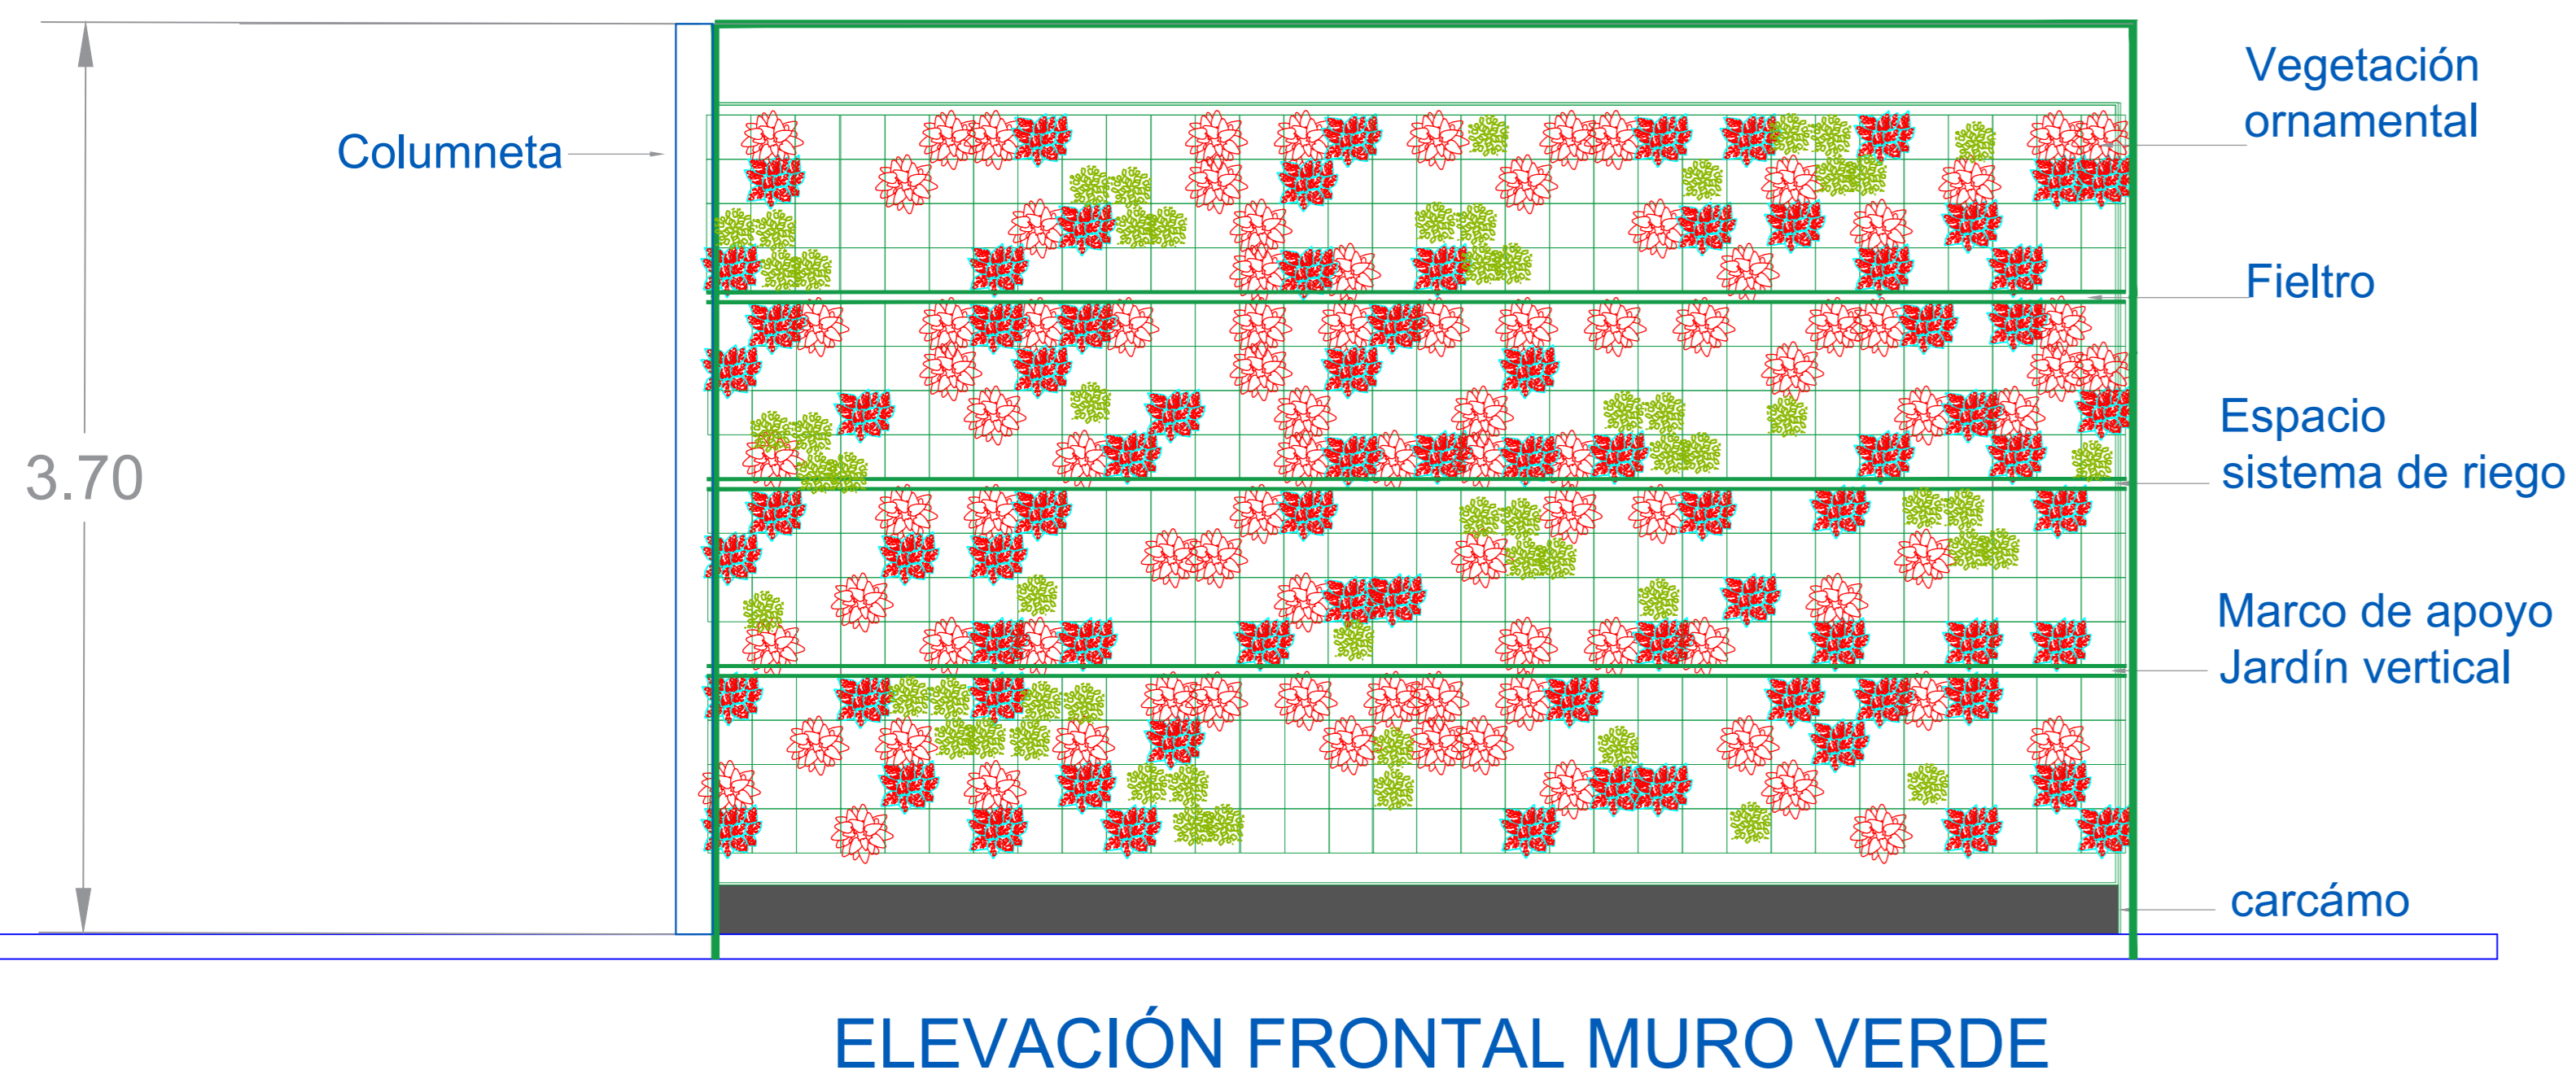 Vegetación
ornamental
Columneta
Fieltro
Espacio
sistema de riego
3.70
Marco de apoyo
Jardín vertical
carcámo
ELEVACIÓN FRONTAL MURO VERDE